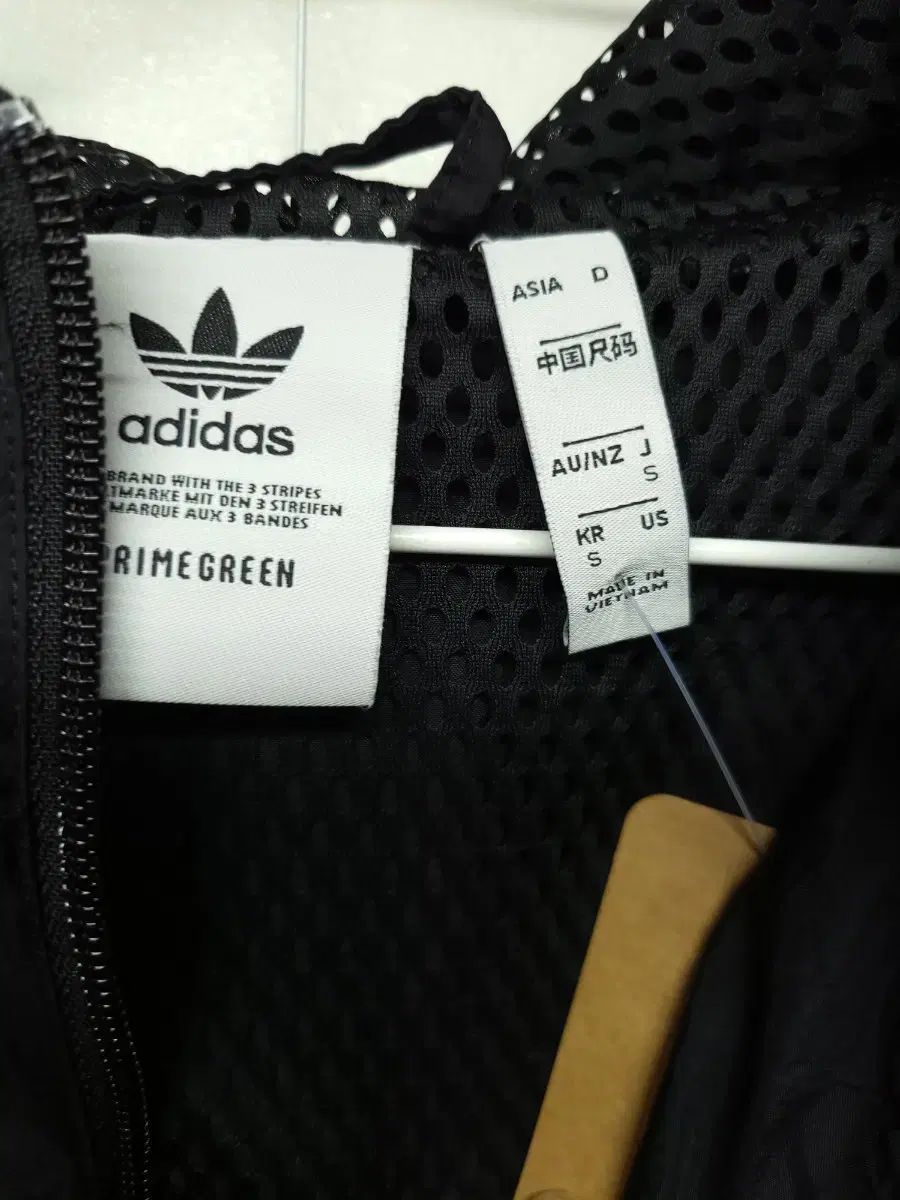 adidas
BRAND WITH THE 3 STRIPES
MARKE MIT DEN 3 STREIFEN
MARQUE AUX 3 BANDES
PRIMEGREEN
ASIA D
中国尺码
AU/NZ J
S
KR US
S
MADE IN
VIETNAM